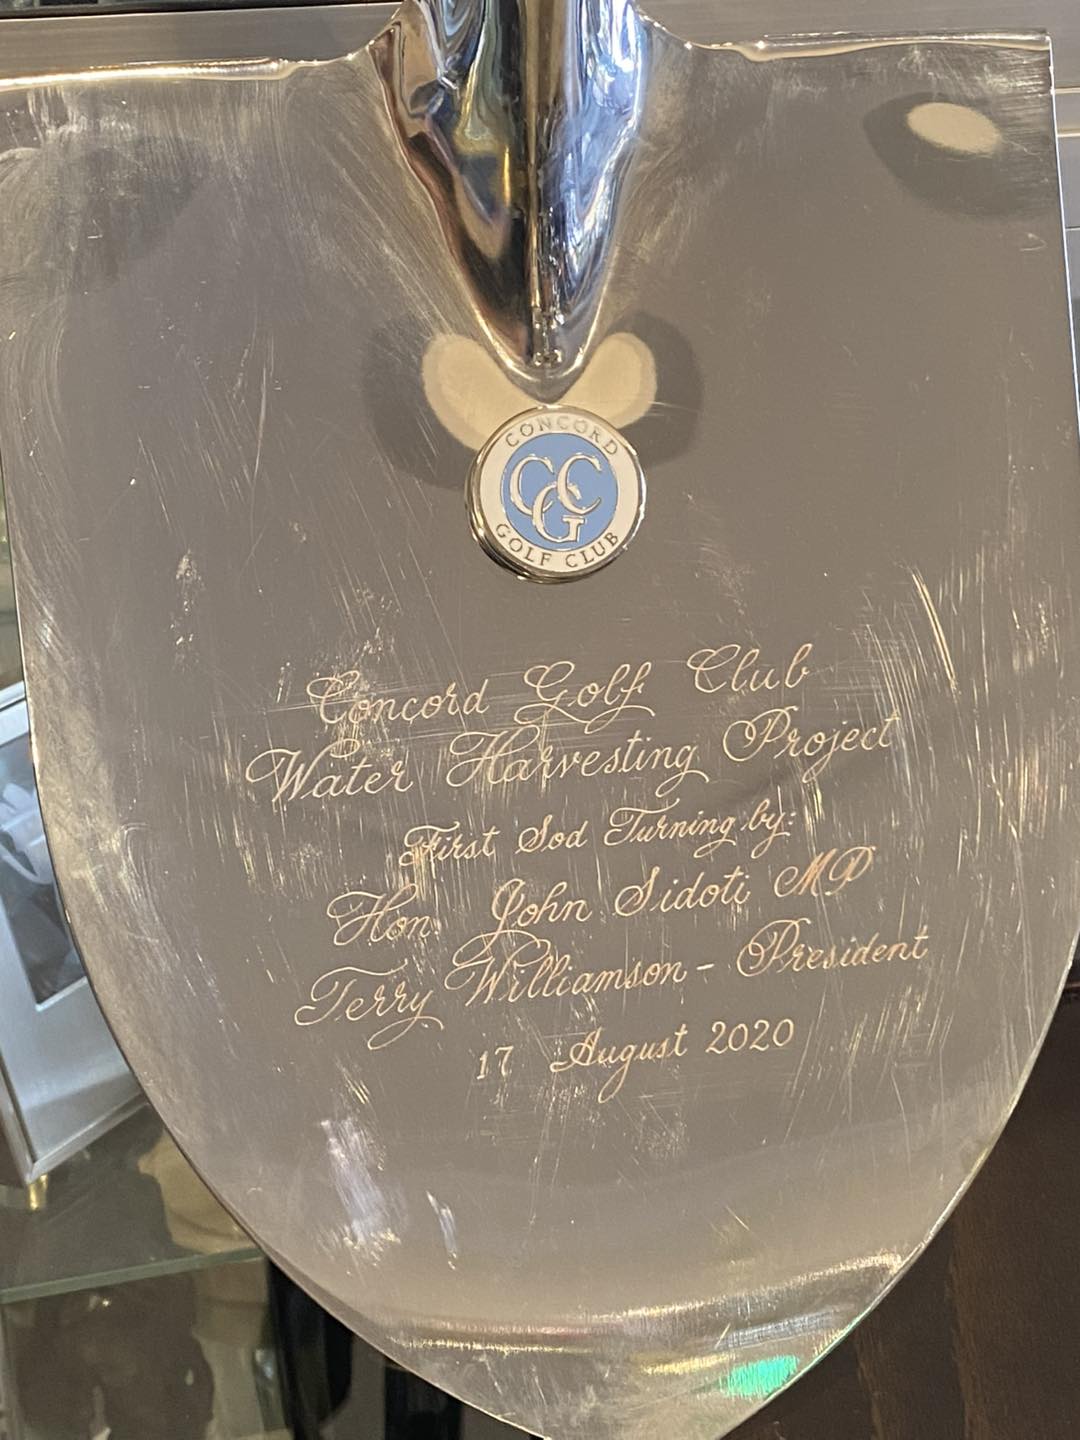 CONCORD
CGC
GOLF CLUB
Concord Golf Club
Water Harvesting Project
First Sod Turning by:
Hon. John Sidoti MP
Terry Williamson - President
17 August 2020